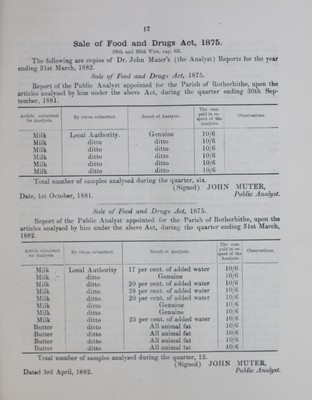 17
Sale of Food and Drugs Act, 1875.
38th and 39th Vict. cap. 63.
The following are copies of Dr. John Muter's (the Analyst) Reports for the year
ending 31st March, 1882.
Sale of Food and Drugs Act, 1875.
Report of the Public Analyst appointed for the Parish of Rotherhithe, upon the
articles analysed by him under the above Act, during the quarter ending 30th Sep-
tember, 1881.
Article submitted for Analysis. By whom submitted. Result of Analysis. The sum paid in respect of the Analysis. Observations.
Milk Local Authority. Genuine 10/6
Milk ditto ditto 10/6
Milk ditto ditto 10/6
Milk ditto ditto 10/6
Milk ditto ditto 10/6
Milk ditto ditto 10/6
Total number of samples analysed during the quarter, six.
(Signed) JOHN MUTER,
Date, 1st October, 1881. Public Analyst.
Sale of Food and Drugs Act, 1875.
Report of the Public Analyst appointed for the Parish of Rotherhithe, upon the
articles analysed by him under the above Act, during the quarter ending 31st March,
1882.
Article submitted for Analysis. By whom submitted. Result of Analysis. The sum paid in respect of the Analysis. Observations.
Milk Local Authority 17 per cent. of added water 10/6
Milk ditto Genuine 10/6
Milk ditto 20 per cent. of added water 10/6
Milk ditto 28 per cent. of added water 10/6
Milk ditto 20 per cent. of added water 10/6
Milk ditto Genuine 10/6
Milk ditto Genuine 10/6
Milk ditto 25 per cent. of added water 10/6
Butter ditto All animal fat 10/6
Butter ditto All animal fat 10/6
Butter ditto All animal fat 10/6
Butter ditto All animal fat 10/6
Total number of samples analysed during the quarter, 12.
(Signed) JOHN MUTER,
Dated 3rd April, 1882. Public Analyst.